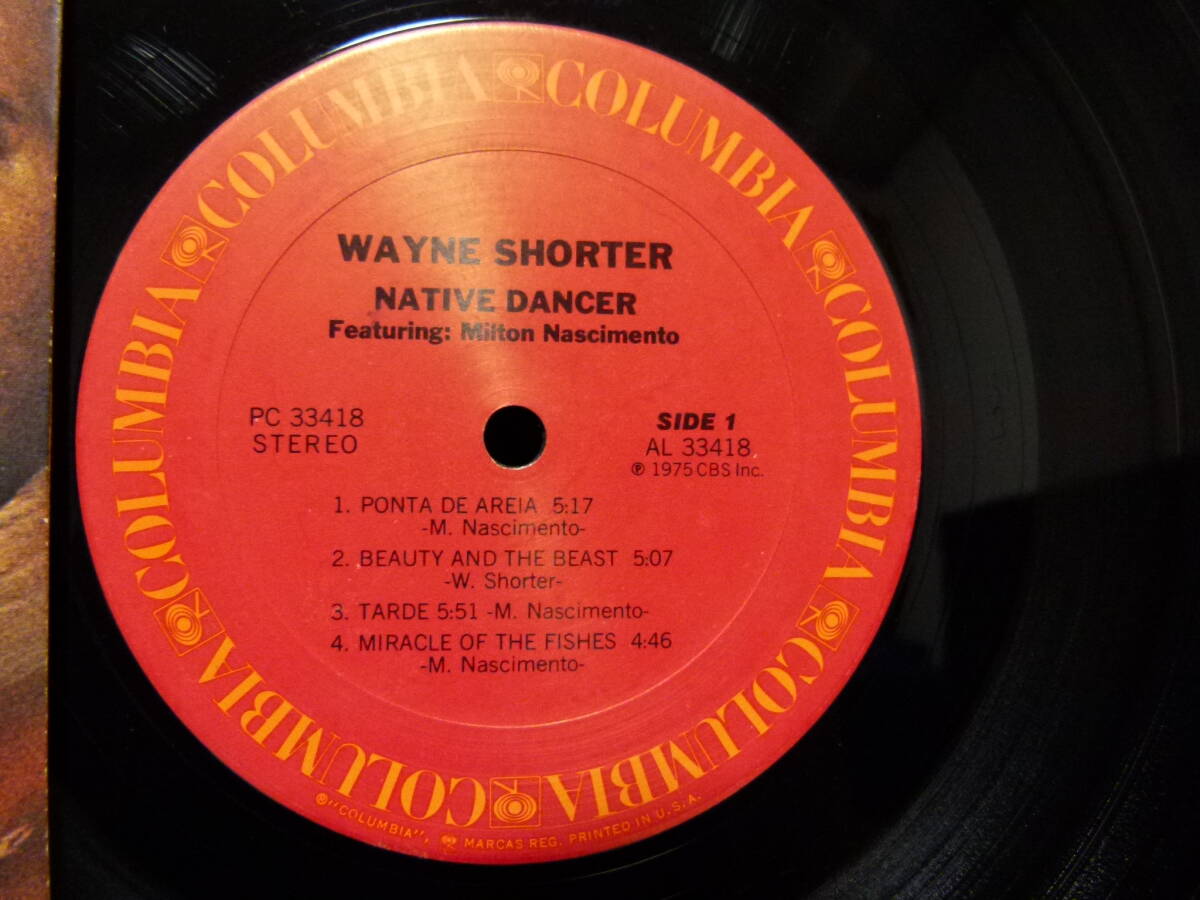 COLUMBIA COLUMBIA COLUMBIA COLUMBIA COLUMBIA COLUMBIA
WAYNE SHORTER
NATIVE DANCER
Featuring: Milton Nascimento
PC 33418
STEREO
SIDE 1
AL 33418
℗ 1975 CBS Inc.
1. PONTA DE AREIA 5:17
-M. Nascimento-
2. BEAUTY AND THE BEAST 5:07
-W. Shorter-
3. TARDE 5:51 -M. Nascimento-
4. MIRACLE OF THE FISHES 4:46
-M. Nascimento-
®"COLUMBIA", MARCAS REG. PRINTED IN U.S.A.